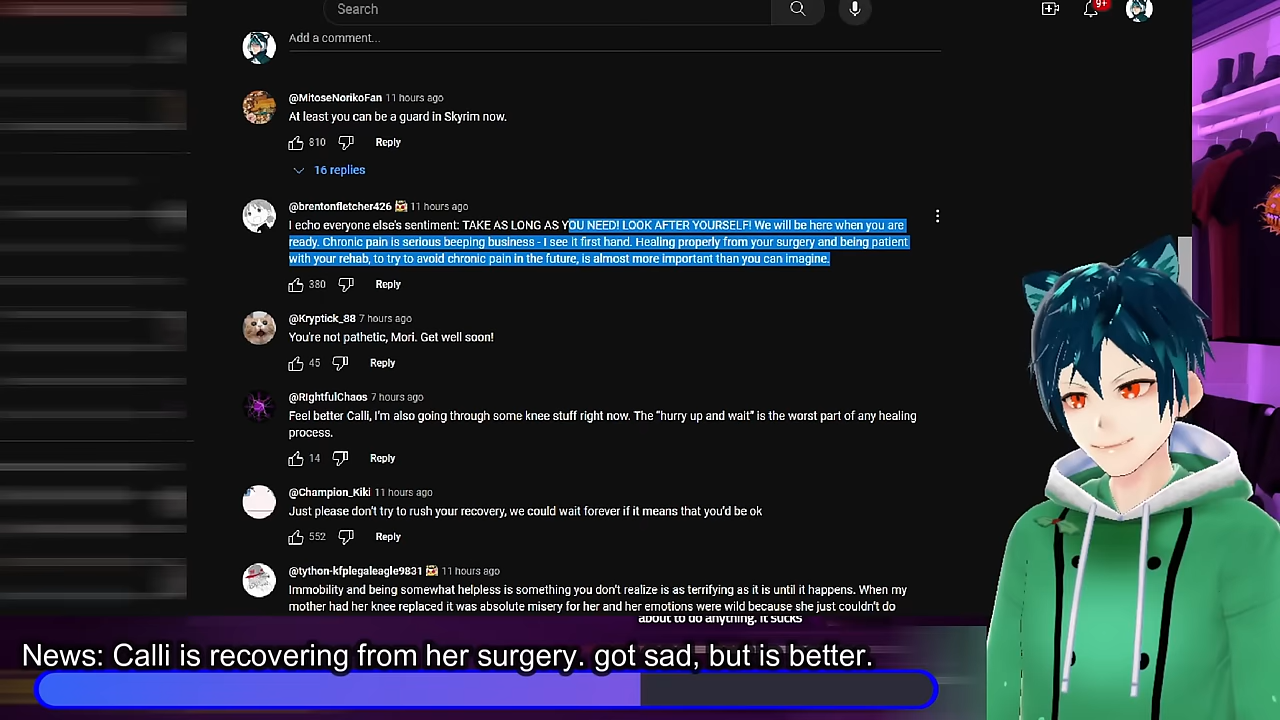 Search
9+
Add a comment...
@MitoseNorikoFan 11 hours ago
At least you can be a guard in Skyrim now.
810 Reply
16 replies
@brentonfletcher426 11 hours ago
I echo everyone else's sentiment: TAKE AS LONG AS YOU NEED! LOOK AFTER YOURSELF! We will be here when you are
ready. Chronic pain is serious beeping business - I see it first hand. Healing properly from your surgery and being patient
with your rehab, to try to avoid chronic pain in the future, is almost more important than you can imagine.
380 Reply
@Kryptick_88 7 hours ago
You're not pathetic, Mori. Get well soon!
45 Reply
@RightfulChaos 7 hours ago
Feel better Calli, I'm also going through some knee stuff right now. The "hurry up and wait" is the worst part of any healing
process.
14 Reply
@Champion_Kiki 11 hours ago
Just please don't try to rush your recovery, we could wait forever if it means that you'd be ok
552 Reply
@tython-kfplegaleagle9831 11 hours ago
Immobility and being somewhat helpless is something you don't realize is as terrifying as it is until it happens. When my
mother had her knee replaced it was absolute misery for her and her emotions were wild because she just couldn't do
about to do anything. It sucks
News: Calli is recovering from her surgery. got sad, but is better.